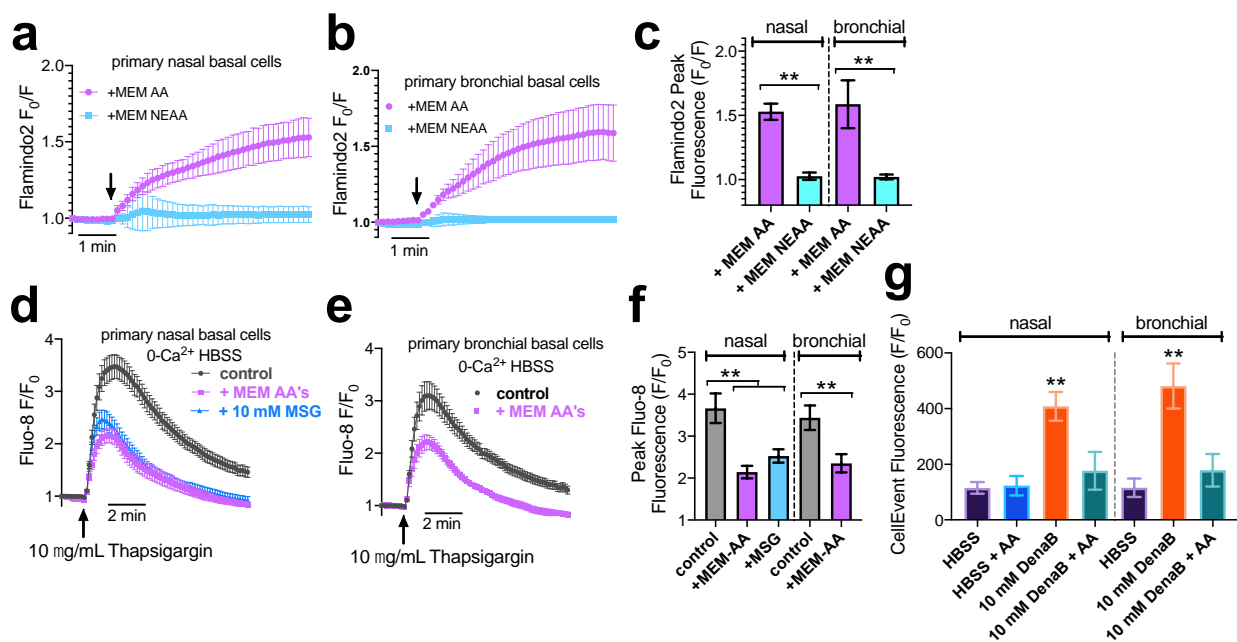 a
primary nasal basal cells
+MEM AA
+MEM NEAA
Flamindo2 F0/F
2.0
1.5
1.0
1 min
b
primary bronchial basal cells
+MEM AA
+MEM NEAA
Flamindo2 F0/F
2.0
1.5
1.0
1 min
c
nasal
bronchial
Flamindo2 Peak
Fluorescence (F0/F)
2.0
1.5
1.0
**
**
+ MEM AA
+ MEM NEAA
+ MEM AA
+ MEM NEAA
d
primary nasal basal cells
0-Ca2+ HBSS
control
+ MEM AA's
+ 10 mM MSG
Fluo-8 F/F0
4
3
2
1
2 min
10 mg/mL Thapsigargin
e
primary bronchial basal cells
0-Ca2+ HBSS
control
+ MEM AA's
Fluo-8 F/F0
4
3
2
1
2 min
10 mg/mL Thapsigargin
f
nasal
bronchial
Peak Fluo-8
Fluorescence (F/F0)
5
4
3
2
1
**
**
control
+MEM-AA
+MSG
control
+MEM-AA
g
nasal
bronchial
CellEvent Fluorescence (F/F0)
600
400
200
0
**
**
HBSS
HBSS + AA
10 mM DenaB
10 mM DenaB + AA
HBSS
10 mM DenaB
10 mM DenaB + AA